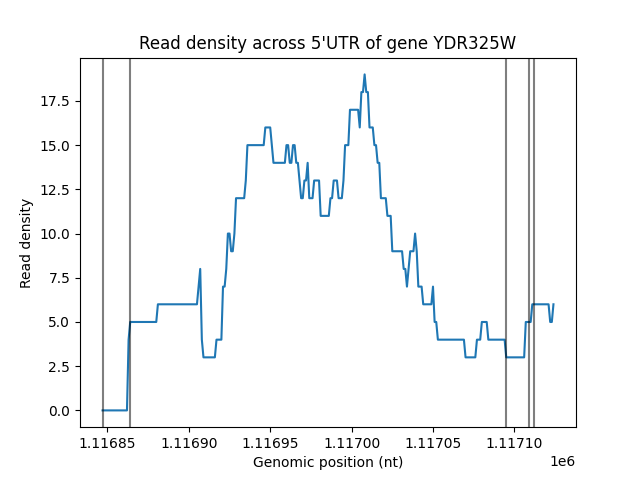 Read density across 5'UTR of gene YDR325W
Read density
17.5
15.0
12.5
10.0
7.5
5.0
2.5
0.0
1.11685 1.11690 1.11695 1.11700 1.11705 1.11710
1e6
Genomic position (nt)